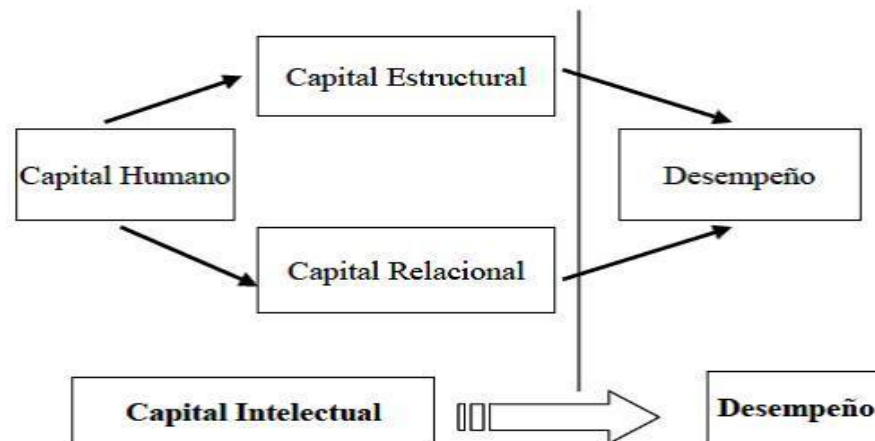 Capital Estructural
Capital Humano
Desempeño
Capital Relacional
Capital Intelectual
Desempeño